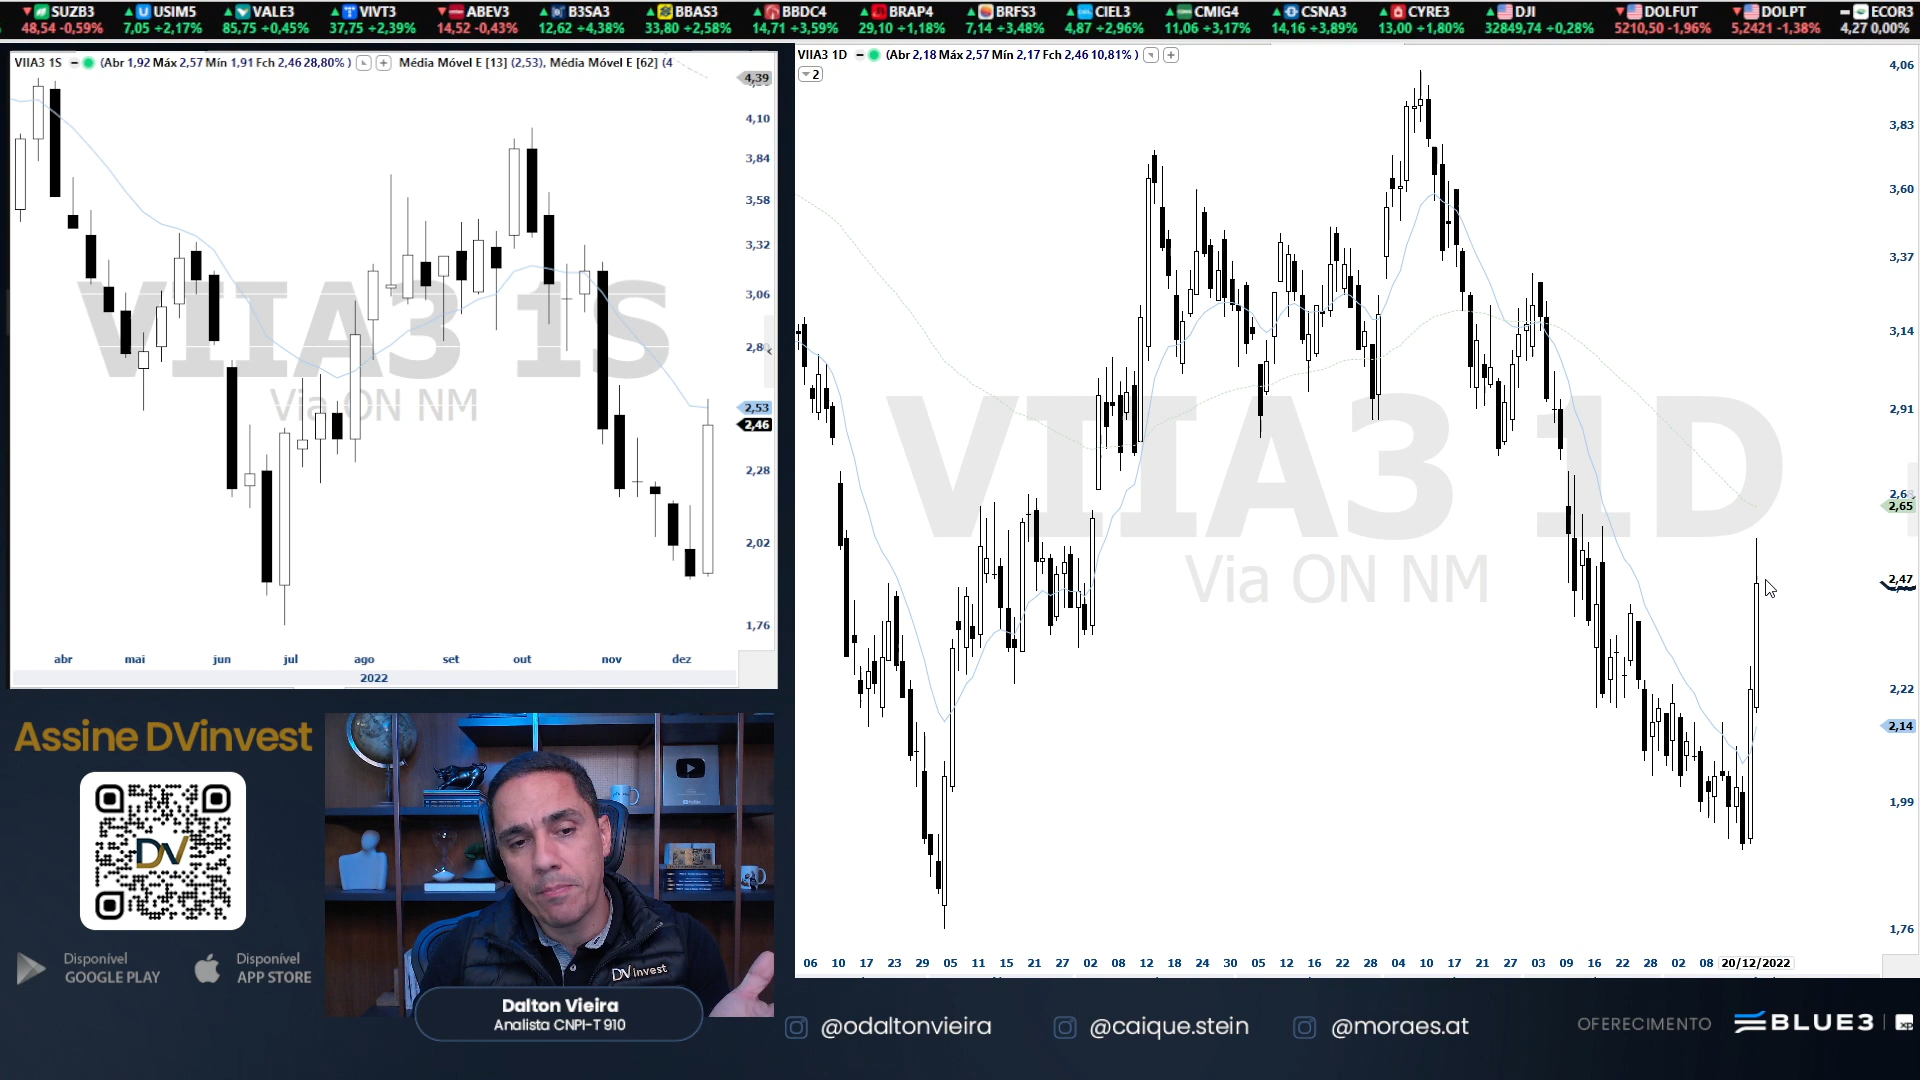 SUZB3 USIM5 VALE3 VIVT3 ABEV3 B3SA3 BBAS3 BBDC4 BRAP4 BRFS3 CIEL3 CMIG4 CSNA3 CYRE3 DJI DOLFUT DOLPT ECOR3
48,54 -0,59% 7,05 +2,17% 85,75 +0,45% 37,75 +2,39% 14,52 -0,43% 12,62 +4,38% 33,80 +2,58% 14,71 +3,59% 29,10 +1,18% 7,14 +3,48% 4,87 +2,96% 11,06 +3,17% 14,16 +3,89% 13,00 +1,80% 32849,74 +0,28% 5210,50 -1,96% 5,2421 -1,38% 4,27 0,00%
VIIA3 1S (Abr 1,92 Máx 2,57 Mín 1,91 Fch 2,46 28,80% ) Média Móvel E [13] (2,53), Média Móvel E [62] (4
4,39
4,10
3,84
3,58
3,32
3,06
2,53
2,46
2,28
2,02
1,76
VIIA3 1S
Via ON NM
abr mai jun jul ago set out nov dez
2022
VIIA3 1D (Abr 2,18 Máx 2,57 Mín 2,17 Fch 2,46 10,81% )
2
4,06
3,83
3,60
3,37
3,14
2,91
2,65
2,47
2,22
2,14
1,99
1,76
VIIA3 1D
Via ON NM
06 10 17 23 29 05 11 15 21 27 02 08 12 18 24 30 05 12 16 22 28 04 10 17 21 27 03 09 16 22 28 02 08 20/12/2022
Assine DVinvest
DV
Disponível
GOOGLE PLAY
Disponível
APP STORE
DVinvest
Dalton Vieira
Analista CNPI-T 910
@odaltonvieira
@caique.stein
@moraes.at
OFERECIMENTO
BLUE3
xp